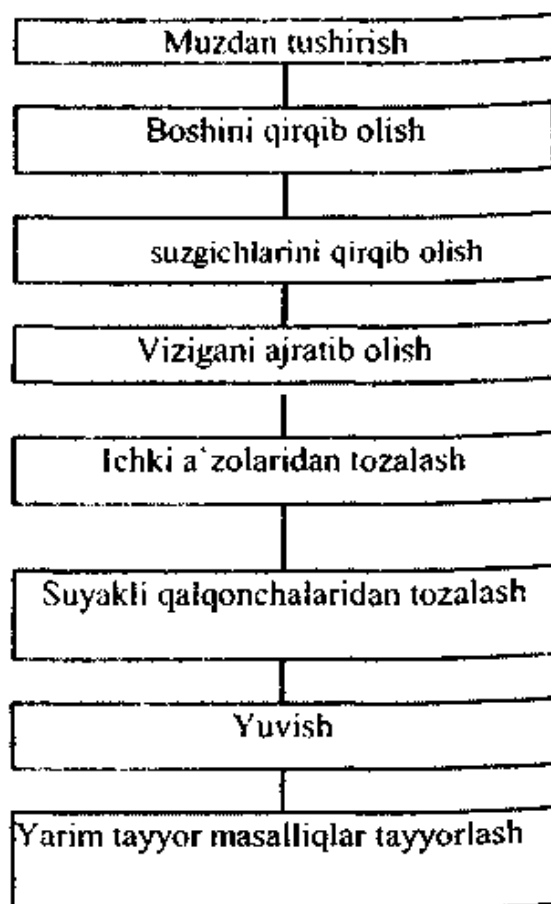 Muzdan tushirish
Boshini qirqib olish
suzgichlarini qirqib olish
Vizigani ajratib olish
Ichki a`zolaridan tozalash
Suyakli qalqonchalaridan tozalash
Yuvish
Yarim tayyor masalliqlar tayyorlash